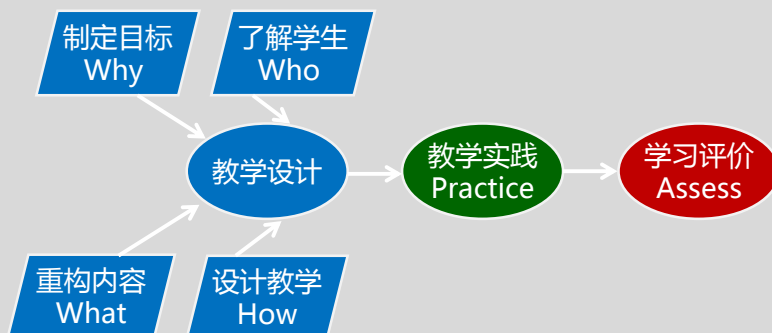 制定目标
Why
了解学生
Who
教学设计
教学实践
Practice
学习评价
Assess
重构内容
What
设计教学
How